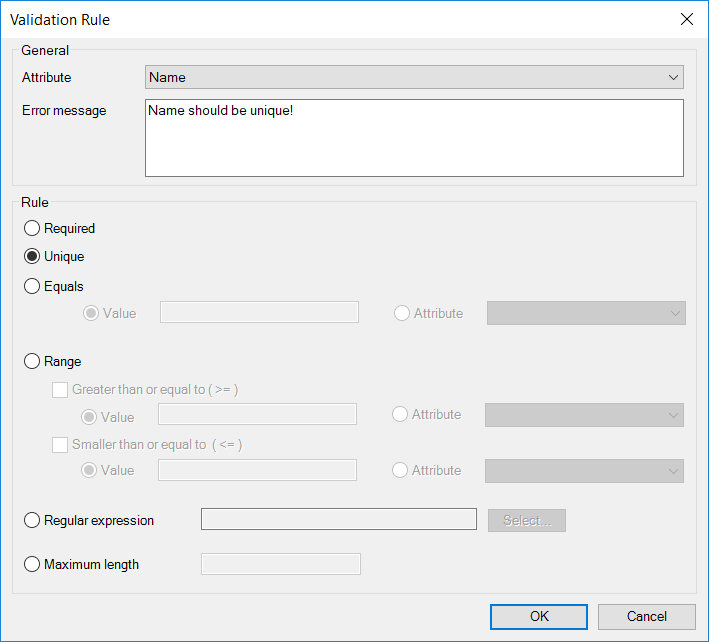 Validation Rule
General
Attribute Name
Error message Name should be unique!
Rule
Required
Unique
Equals
Value Attribute
Range
Greater than or equal to ( >= )
Value Attribute
Smaller than or equal to ( <= )
Value Attribute
Regular expression Select...
Maximum length
OK Cancel